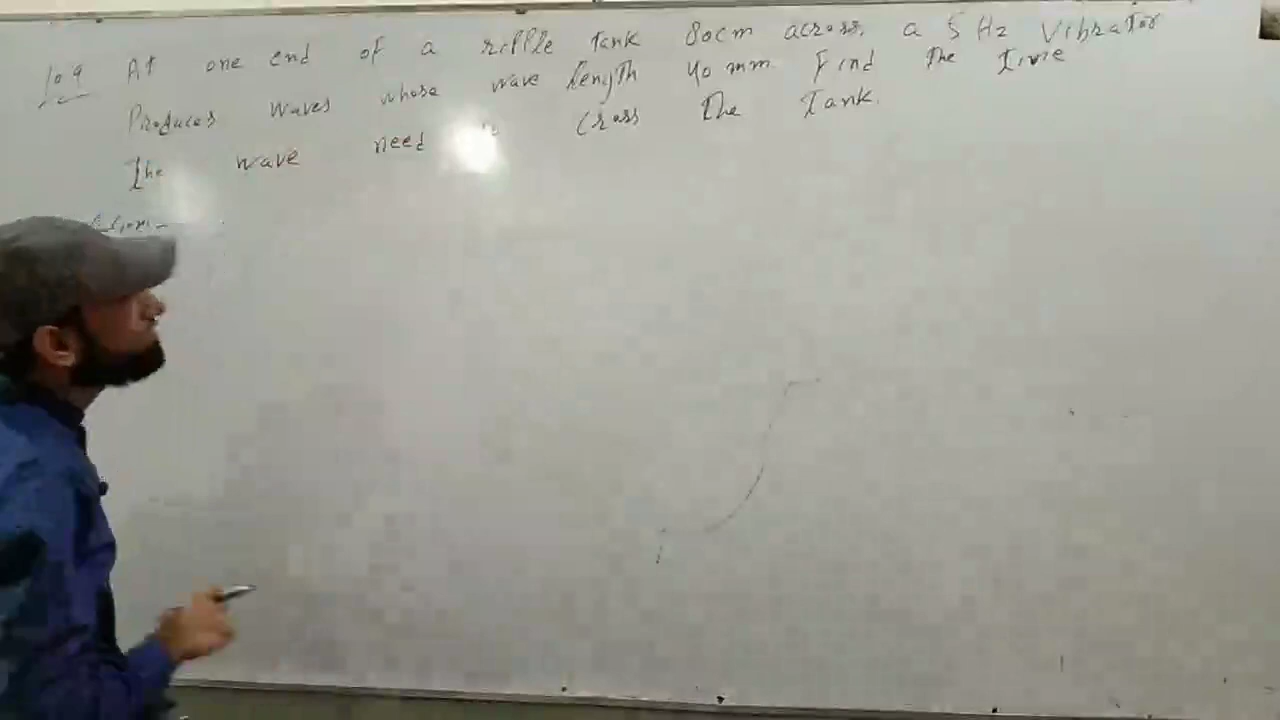 10.9 At one end of a ripple Tank 80cm across, a 5 Hz Vibrator
Produces waves whose wave length 40 mm Find The Time
The wave need cross The Tank.